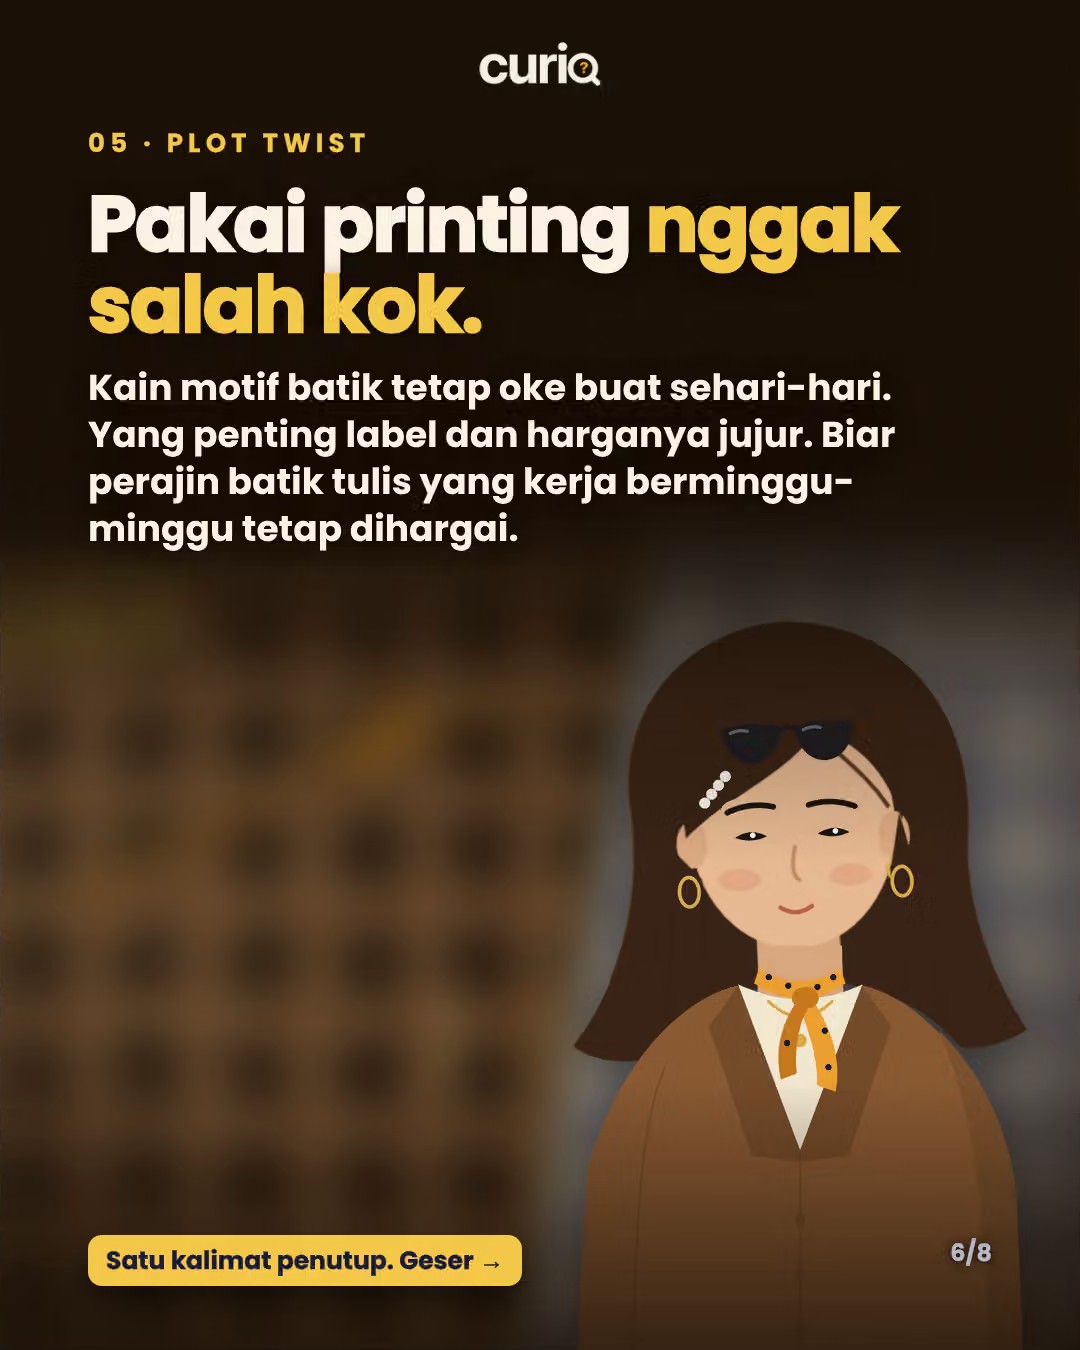 curio
05 · PLOT TWIST
Pakai printing nggak
salah kok.
Kain motif batik tetap oke buat sehari-hari.
Yang penting label dan harganya jujur. Biar
perajin batik tulis yang kerja berminggu-
minggu tetap dihargai.
Satu kalimat penutup. Geser →
6/8